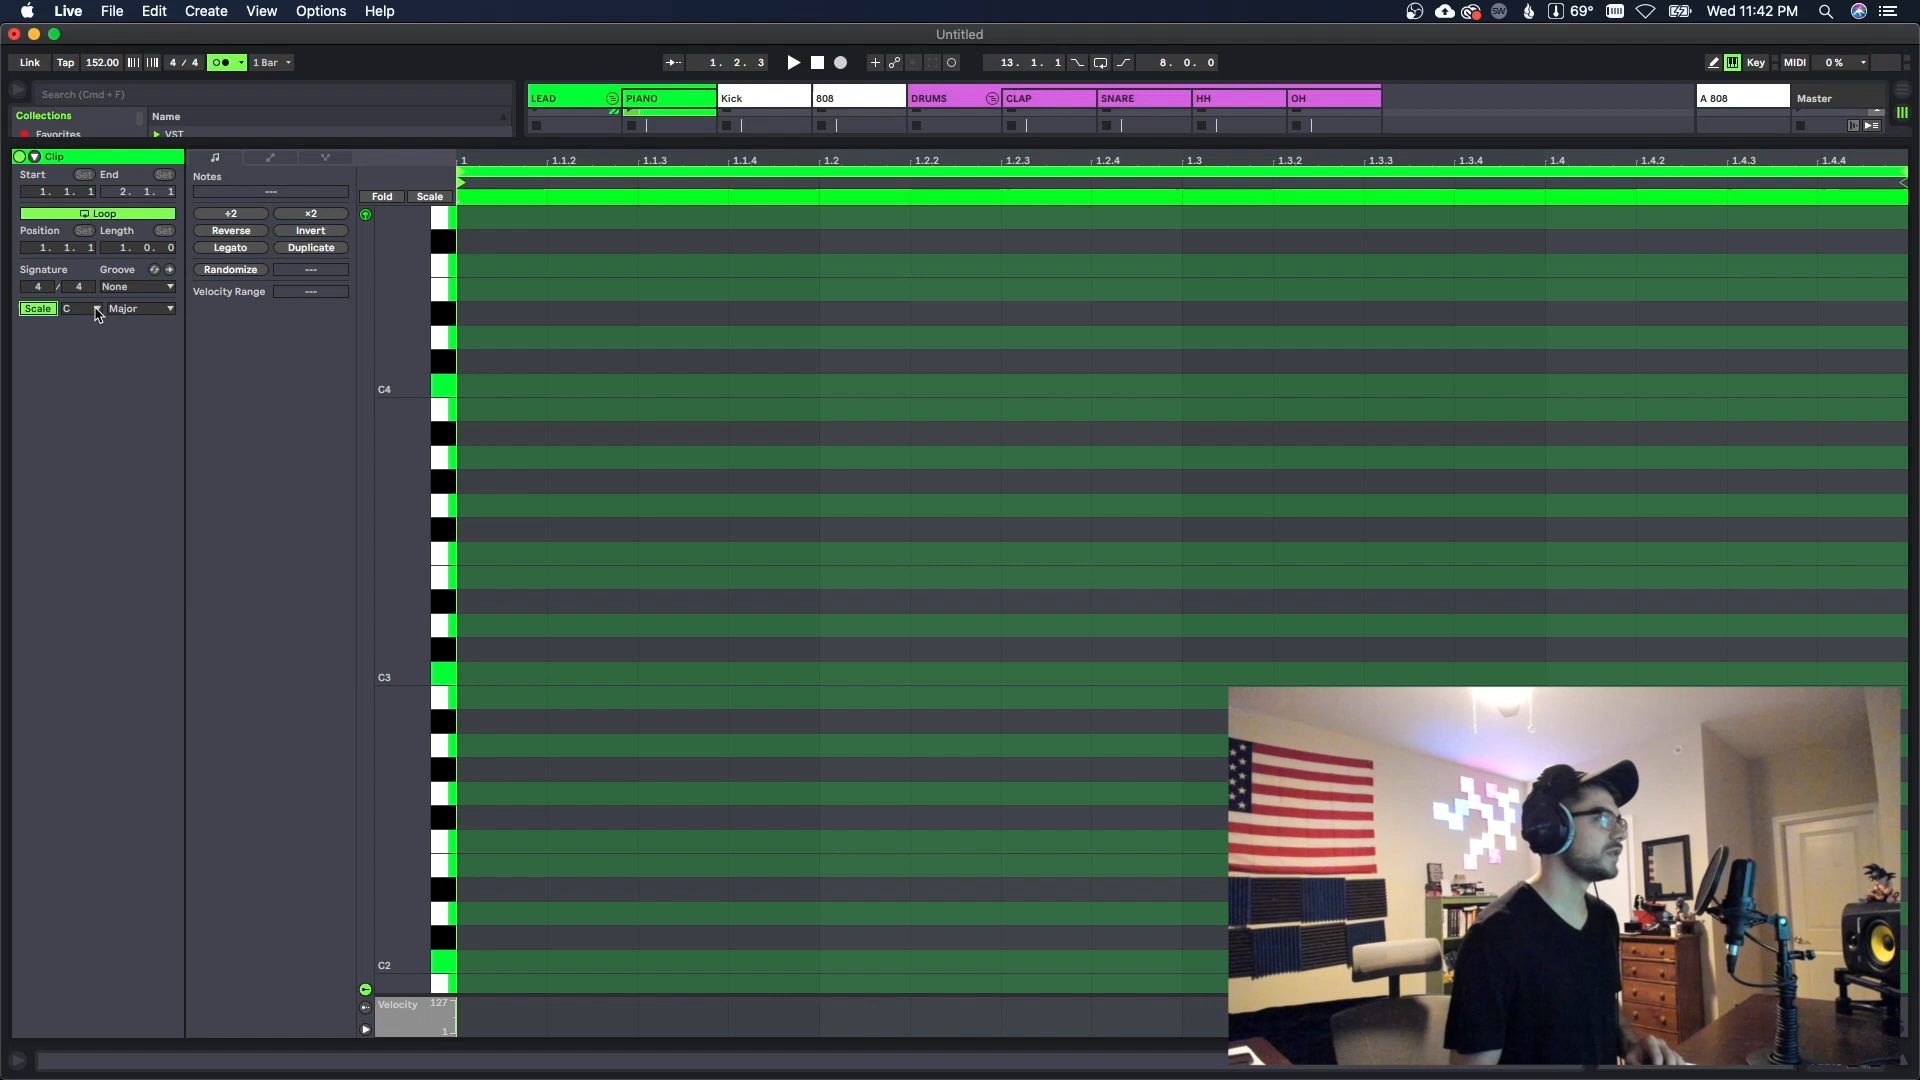 Live File Edit Create View Options Help
69° Wed 11:42 PM
Untitled
Link Tap 152.00 4 / 4 1 Bar
1. 2. 3
13. 1. 1
8. 0. 0
Key MIDI 0%
Search (Cmd + F)
LEAD PIANO Kick 808 DRUMS CLAP SNARE HH OH A 808 Master
Collections Name
Favorites VST
Clip
Start Set End Set
1. 1. 1 2. 1. 1
Loop
Position Set Length Set
1. 1. 1 1. 0. 0
Signature Groove
4 / 4 None
Scale C Major
Notes
---
÷2 ×2
Reverse Invert
Legato Duplicate
Randomize ---
Velocity Range ---
1 1.1.2 1.1.3 1.1.4 1.2 1.2.2 1.2.3 1.2.4 1.3 1.3.2 1.3.3 1.3.4 1.4 1.4.2 1.4.3 1.4.4
Fold Scale
C4
C3
C2
Velocity 127
1